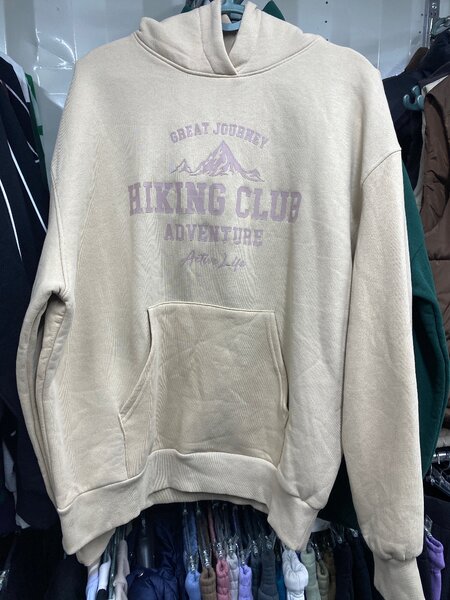 GREAT JOURNEY
HIKING CLUB
ADVENTURE
Active Life